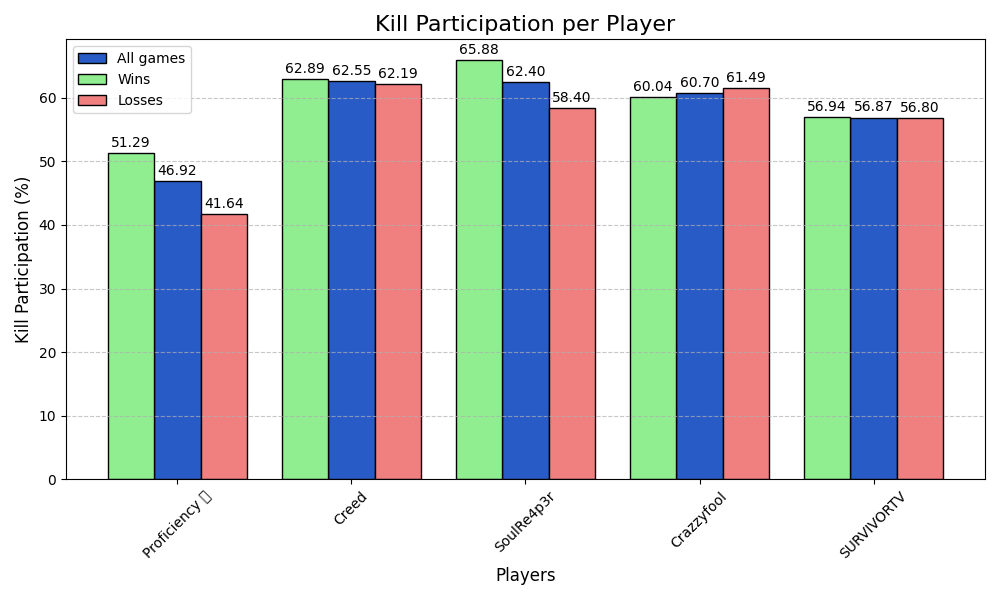 Kill Participation per Player
All games
Wins
Losses
Kill Participation (%)
60
50
40
30
20
10
0
51.29
46.92
41.64
62.89
62.55
62.19
65.88
62.40
58.40
60.04
60.70
61.49
56.94
56.87
56.80
Proficiency
Creed
SoulRe4p3r
Crazzyfool
SURVIVORTV
Players